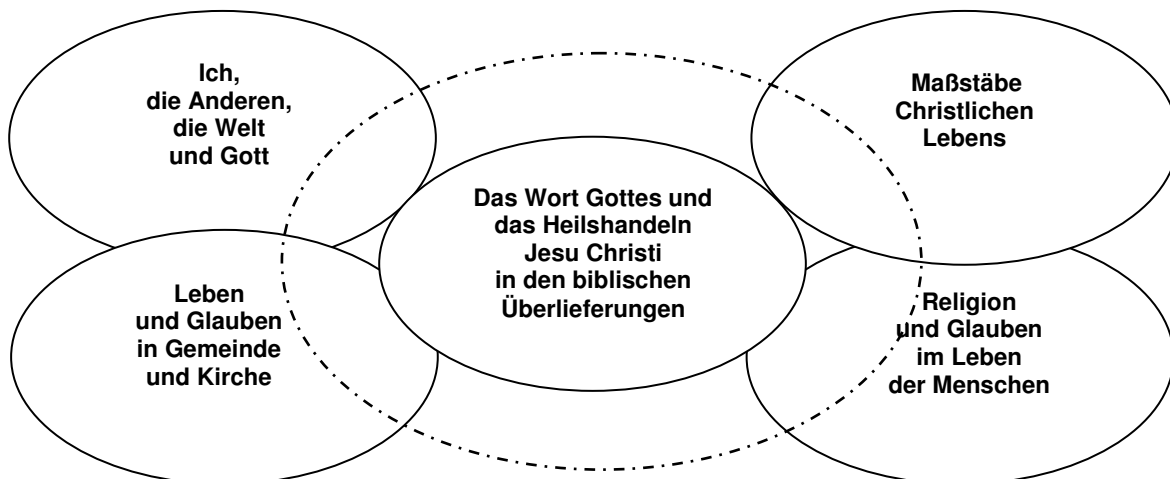 Ich,
die Anderen,
die Welt
und Gott
Maßstäbe
Christlichen
Lebens
Das Wort Gottes und
das Heilshandeln
Jesu Christi
in den biblischen
Überlieferungen
Leben
und Glauben
in Gemeinde
und Kirche
Religion
und Glauben
im Leben
der Menschen